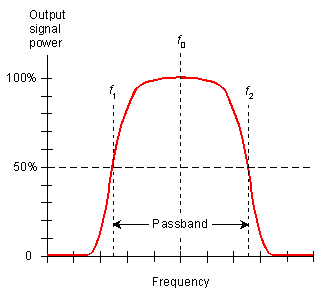 Output
signal
power
f0
100%
f1
f2
50%
Passband
0
Frequency